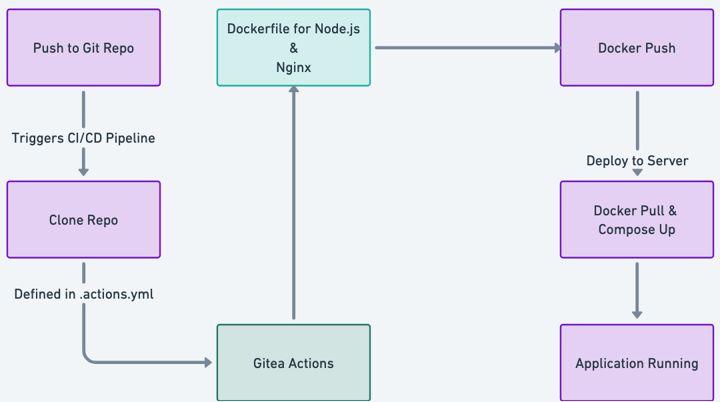 Push to Git Repo
Triggers CI/CD Pipeline
Clone Repo
Defined in .actions.yml
Gitea Actions
Dockerfile for Node.js
&
Nginx
Docker Push
Deploy to Server
Docker Pull &
Compose Up
Application Running